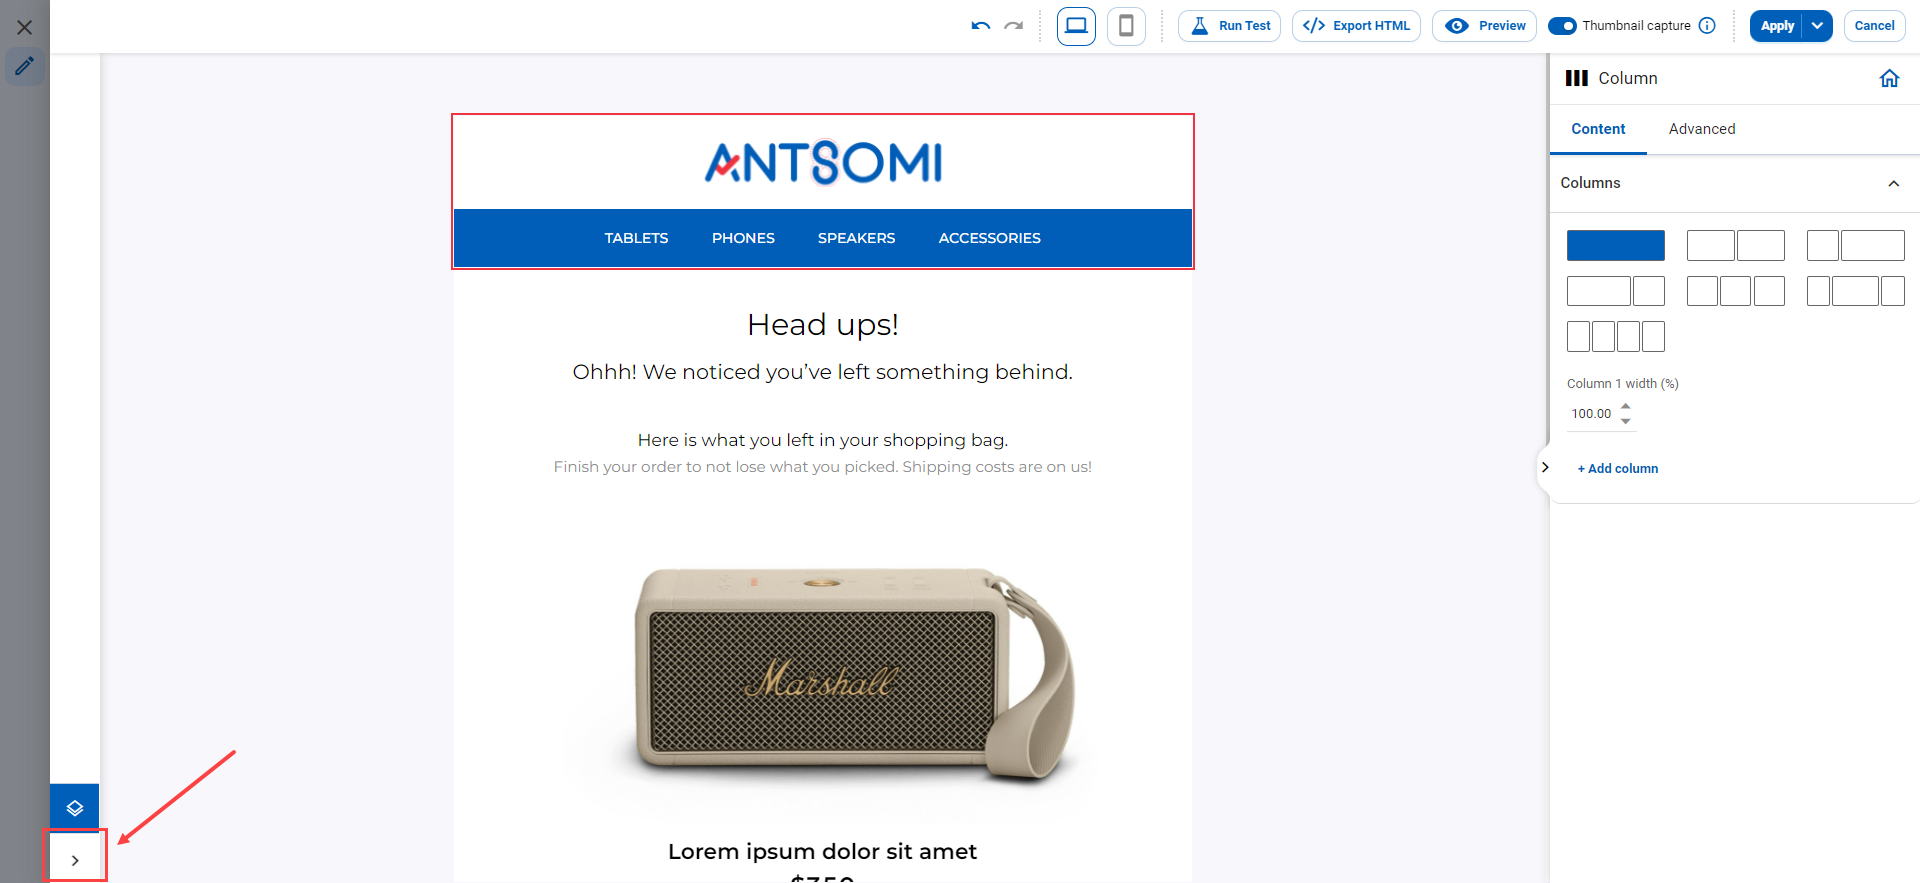 Run Test
Export HTML
Preview
Thumbnail capture
Apply
Cancel
Column
Content
Advanced
Columns
Column 1 width (%)
100.00
+ Add column
ANTSOMI
TABLETS PHONES SPEAKERS ACCESSORIES
Head ups!
Ohhh! We noticed you’ve left something behind.
Here is what you left in your shopping bag.
Finish your order to not lose what you picked. Shipping costs are on us!
Marshall
Lorem ipsum dolor sit amet
$350